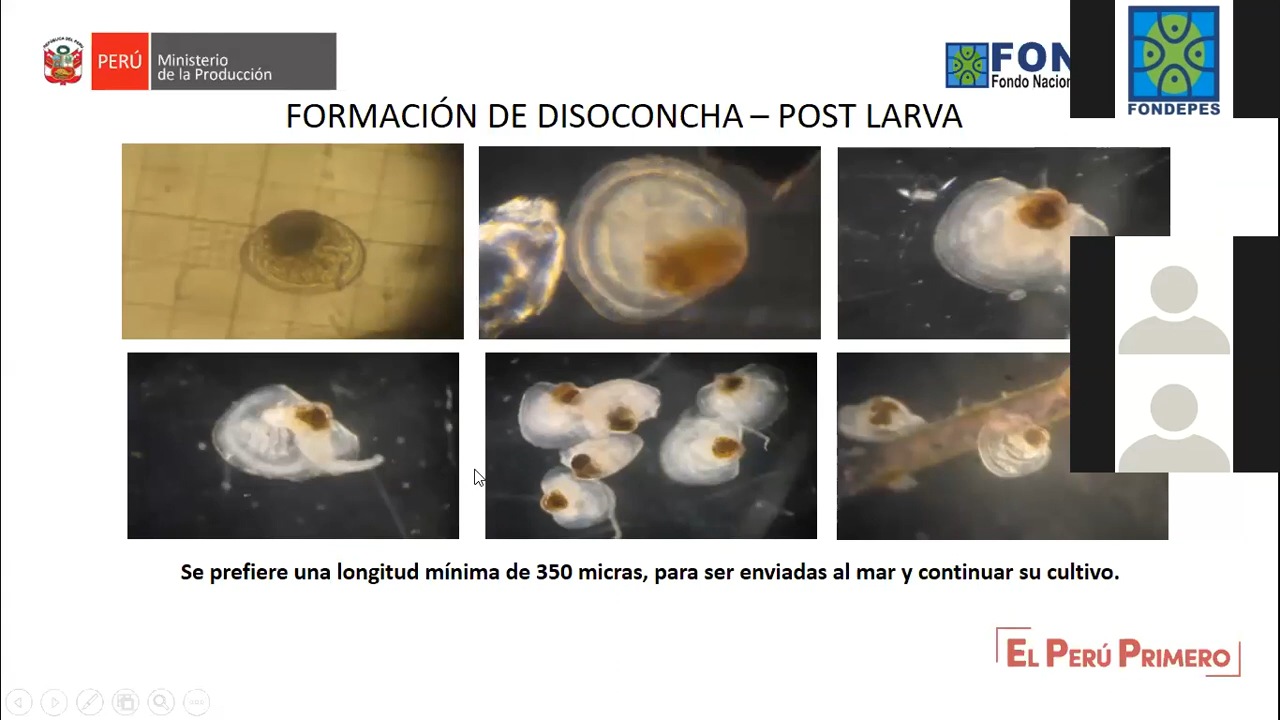 PERÚ
Ministerio
de la Producción
FON
Fondo Nacion
FONDEPES
FORMACIÓN DE DISOCONCHA – POST LARVA
Se prefiere una longitud mínima de 350 micras, para ser enviadas al mar y continuar su cultivo.
EL PERÚ PRIMERO